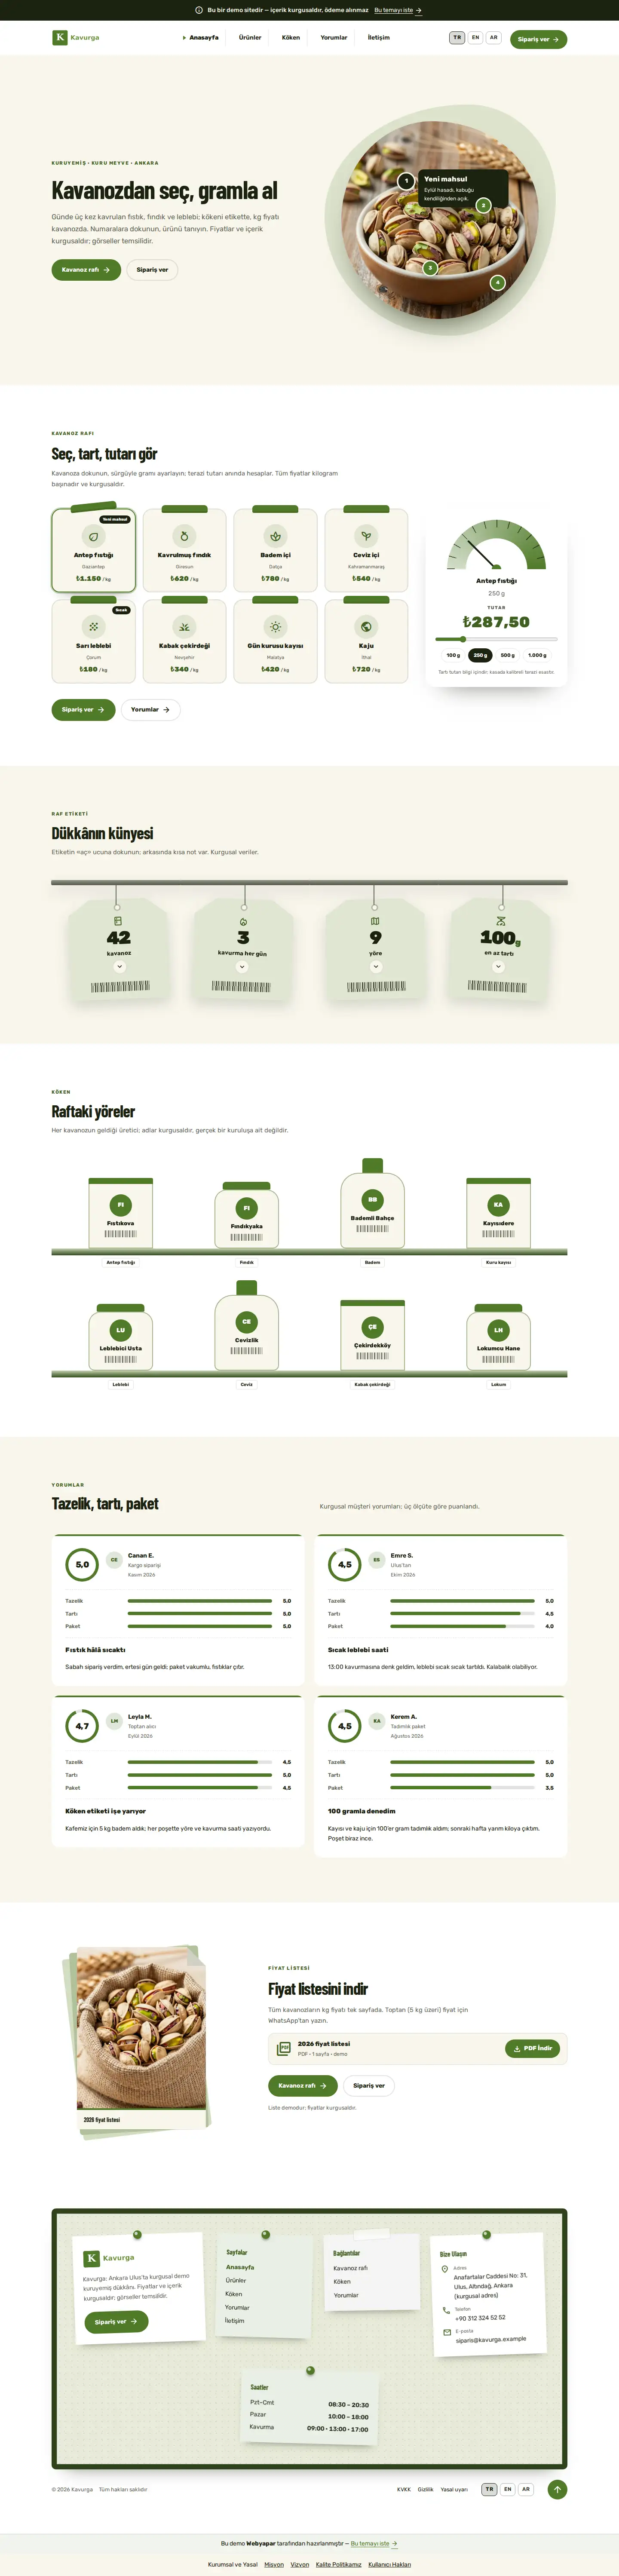 Bu bir demo sitedir — içerik kurgusaldır, ödeme alınmaz Bu temayı iste
K Kavurga
Anasayfa Ürünler Köken Yorumlar İletişim
TR EN AR
Sipariş ver
KURUYEMİŞ • KURU MEYVE • ANKARA
Kavanozdan seç, gramla al
Günde üç kez kavrulan fıstık, fındık ve leblebi; kökeni etikette, kg fiyatı
kavanozda. Numaralara dokunun, ürünü tanıyın. Fiyatlar ve içerik
kurgusaldır; görseller temsilidir.
Kavanoz rafı Sipariş ver
1
Yeni mahsul
Eylül hasadı, kabuğu
kendiliğinden açık.
2
3
4
KAVANOZ RAFI
Seç, tart, tutarı gör
Kavanoza dokunun, sürgüyle gramı ayarlayın; terazi tutarı anında hesaplar. Tüm fiyatlar kilogram
başınadır ve kurgusaldır.
Yeni mahsul
Antep fıstığı
Gaziantep
₺1.150 /kg
Kavrulmuş fındık
Giresun
₺620 /kg
Badem içi
Datça
₺780 /kg
Ceviz içi
Kahramanmaraş
₺540 /kg
Sıcak
Sarı leblebi
Çorum
₺180 /kg
Kabak çekirdeği
Nevşehir
₺340 /kg
Gün kurusu kayısı
Malatya
₺420 /kg
Kaju
İthal
₺720 /kg
Antep fıstığı
250 g
TUTAR
₺287,50
100 g 250 g 500 g 1.000 g
Tartı tutarı bilgi içindir; kasada kalibreli terazi esastır.
Sipariş ver Yorumlar
RAF ETİKETİ
Dükkânın künyesi
Etiketin «aç» ucuna dokunun; arkasında kısa not var. Kurgusal veriler.
42
kavanoz
3
kavurma her gün
9
yöre
100g
en az tartı
KÖKEN
Raftaki yöreler
Her kavanozun geldiği üretici; adlar kurgusaldır, gerçek bir kuruluşa ait değildir.
FI
Fıstıkova
Antep fıstığı
FI
Fındıkyaka
Fındık
BB
Bademli Bahçe
Badem
KA
Kayısıdere
Kuru kayısı
LU
Leblebici Usta
Leblebi
CE
Cevizlik
Ceviz
ÇE
Çekirdekköy
Kabak çekirdeği
LH
Lokumcu Hane
Lokum
YORUMLAR
Tazelik, tartı, paket
Kurgusal müşteri yorumları; üç ölçüte göre puanlandı.
5,0
CE
Canan E.
Kargo siparişi
Kasım 2026
Tazelik 5,0
Tartı 5,0
Paket 5,0
Fıstık hâlâ sıcaktı
Sabah sipariş verdim, ertesi gün geldi; paket vakumlu, fıstıklar çıtır.
4,5
ES
Emre S.
Ulus'tan
Ekim 2026
Tazelik 5,0
Tartı 4,5
Paket 4,0
Sıcak leblebi saati
13:00 kavurmasına denk geldim, leblebi sıcak sıcak tartıldı. Kalabalık olabiliyor.
4,7
LM
Leyla M.
Toptan alıcı
Eylül 2026
Tazelik 4,5
Tartı 5,0
Paket 4,5
Köken etiketi işe yarıyor
Kafemiz için 5 kg badem aldık; her poşette yöre ve kavurma saati yazıyordu.
4,5
KA
Kerem A.
Tadımlık paket
Ağustos 2026
Tazelik 5,0
Tartı 5,0
Paket 3,5
100 gramla denedim
Kayısı ve kaju için 100'er gram tadımlık aldım; sonraki hafta yarım kiloya çıktım.
Poşet biraz ince.
2026 fiyat listesi
FİYAT LİSTESİ
Fiyat listesini indir
Tüm kavanozların kg fiyatı tek sayfada. Toptan (5 kg üzeri) fiyat için
WhatsApp'tan yazın.
PDF
2026 fiyat listesi
PDF • 1 sayfa • demo
PDF İndir
Kavanoz rafı Sipariş ver
Liste demodur; fiyatlar kurgusaldır.
K Kavurga
Kavurga; Ankara Ulus'ta kurgusal demo
kuruyemiş dükkânı. Fiyatlar ve içerik
kurgusaldır; görseller temsilidir.
Sipariş ver
Sayfalar
Anasayfa
Ürünler
Köken
Yorumlar
İletişim
Bağlantılar
Kavanoz rafı
Köken
Yorumlar
Bize Ulaşın
Adres
Anafartalar Caddesi No: 31,
Ulus, Altındağ, Ankara
(kurgusal adres)
Telefon
+90 312 324 52 52
E-posta
siparis@kavurga.example
Saatler
Pzt–Cmt 08:30 – 20:30
Pazar 10:00 – 18:00
Kavurma 09:00 • 13:00 • 17:00
© 2026 Kavurga Tüm hakları saklıdır
KVKK Gizlilik Yasal uyarı
TR EN AR
Bu demo Webyapar tarafından hazırlanmıştır — Bu temayı iste
Kurumsal ve Yasal Misyon Vizyon Kalite Politikamız Kullanıcı Hakları